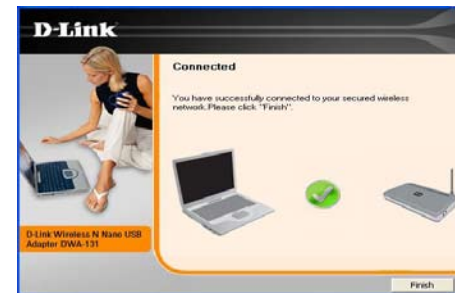 D-Link
Connected
You have successfully connected to your secured wireless
network.Please click "Finish".
D-Link Wireless N Nano USB
Adapter DWA-131
Finish